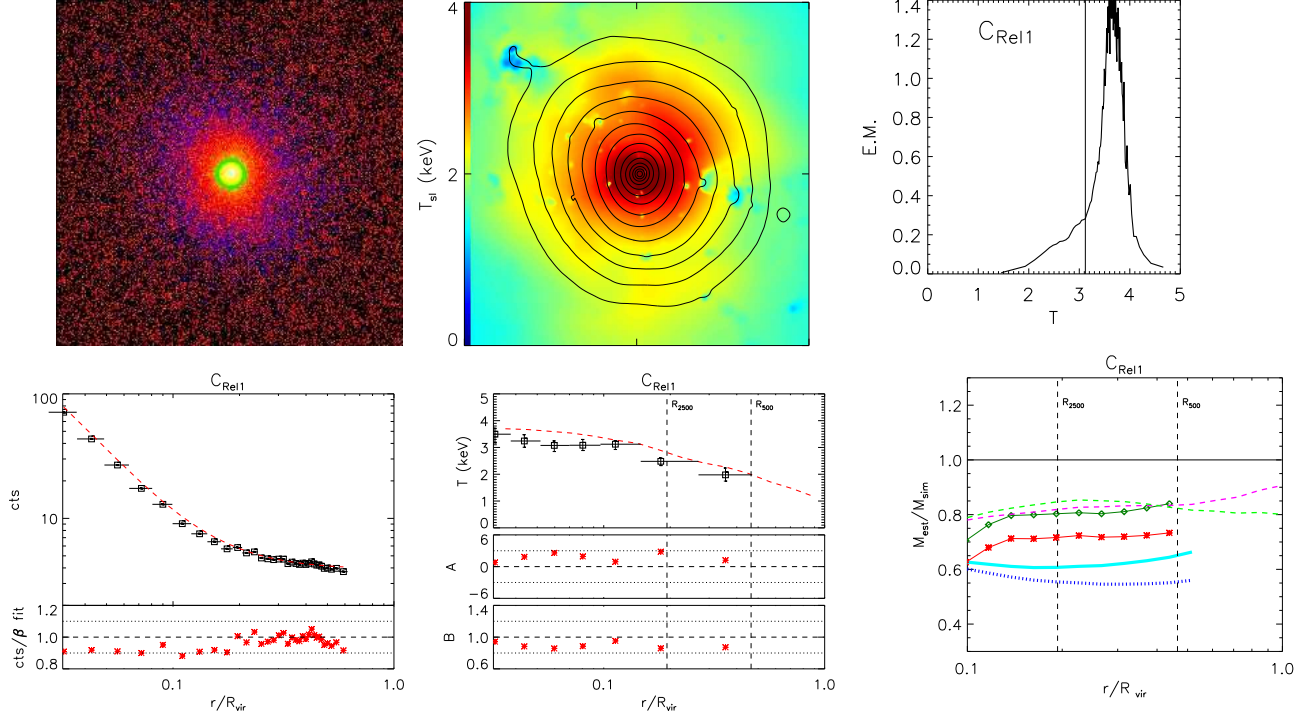 4
2
0
T_sl (keV)
1.4
1.2
1.0
0.8
0.6
0.4
0.2
0.0
E.M.
C_Rel1
0 1 2 3 4 5
T
C_Rel1
100
10
cts
1.2
1.0
0.8
cts/β fit
0.1 1.0
r/R_vir
C_Rel1
5
4
3
2
1
0
T (keV)
R_2500 R_500
6
0
−6
A
1.4
1.0
0.6
B
0.1 1.0
r/R_vir
C_Rel1
1.2
1.0
0.8
0.6
0.4
M_est/M_sim
R_2500 R_500
0.1 1.0
r/R_vir